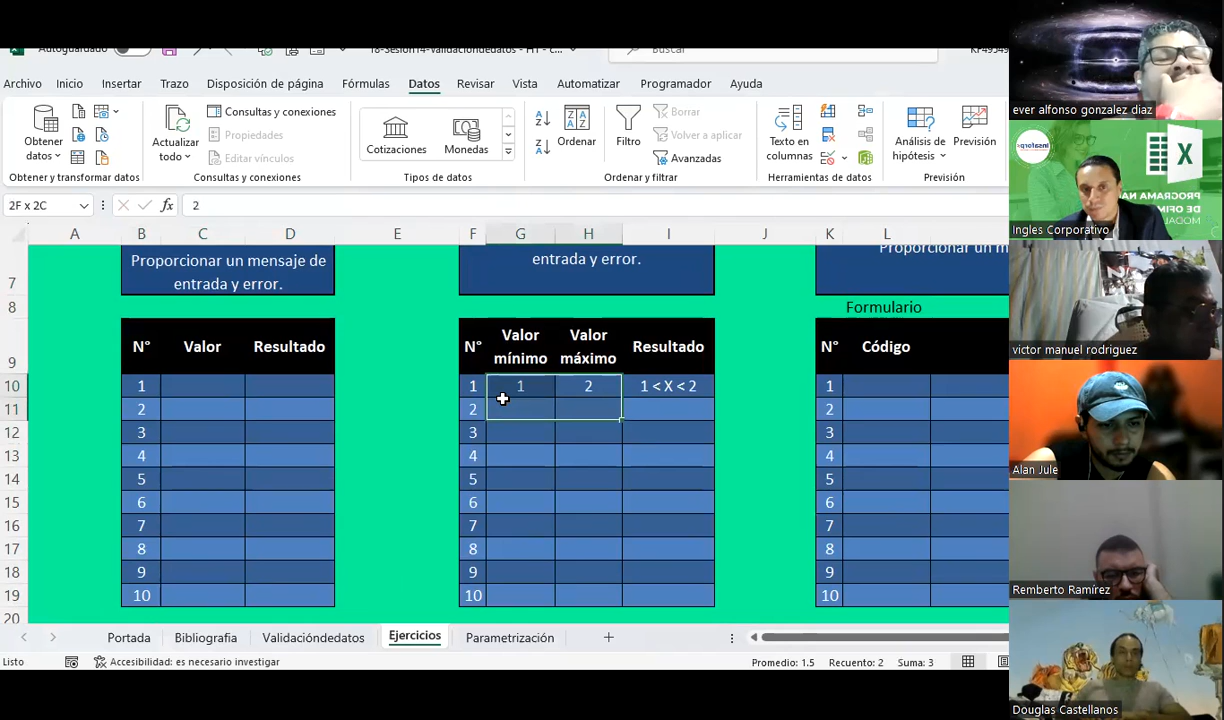 Autoguardado
18-Sesion14-Validaciondedatos - HT - c...
Buscar
Archivo Inicio Insertar Trazo Disposición de página Fórmulas Datos Revisar Vista Automatizar Programador Ayuda
Obtener datos
Actualizar todo
Consultas y conexiones
Propiedades
Editar vínculos
Cotizaciones
Monedas
Ordenar
Filtro
Borrar
Volver a aplicar
Avanzadas
Texto en columnas
Análisis de hipótesis
Previsión
Obtener y transformar datos
Consultas y conexiones
Tipos de datos
Ordenar y filtrar
Herramientas de datos
Previsión
2F x 2C
fx
2
A B C D E F G H I J K L
7
Proporcionar un mensaje de
entrada y error.
entrada y error.
Proporcionar un m
8
Formulario
9
N° Valor Resultado
N° Valor mínimo Valor máximo Resultado
N° Código
10 1 1 1 2 1 < X < 2 1
11 2 2 2
12 3 3 3
13 4 4 4
14 5 5 5
15 6 6 6
16 7 7 7
17 8 8 8
18 9 9 9
19 10 10 10
20
Portada Bibliografia Validacióndedatos Ejercicios Parametrización
Listo
Accesibilidad: es necesario investigar
Promedio: 1.5 Recuento: 2 Suma: 3
ever alfonso gonzalez diaz
Insaforp
X
PROGRAMA NA
DE OFIM
MODAL
Ingles Corporativo
victor manuel rodriguez
Alan Jule
Remberto Ramírez
Douglas Castellanos